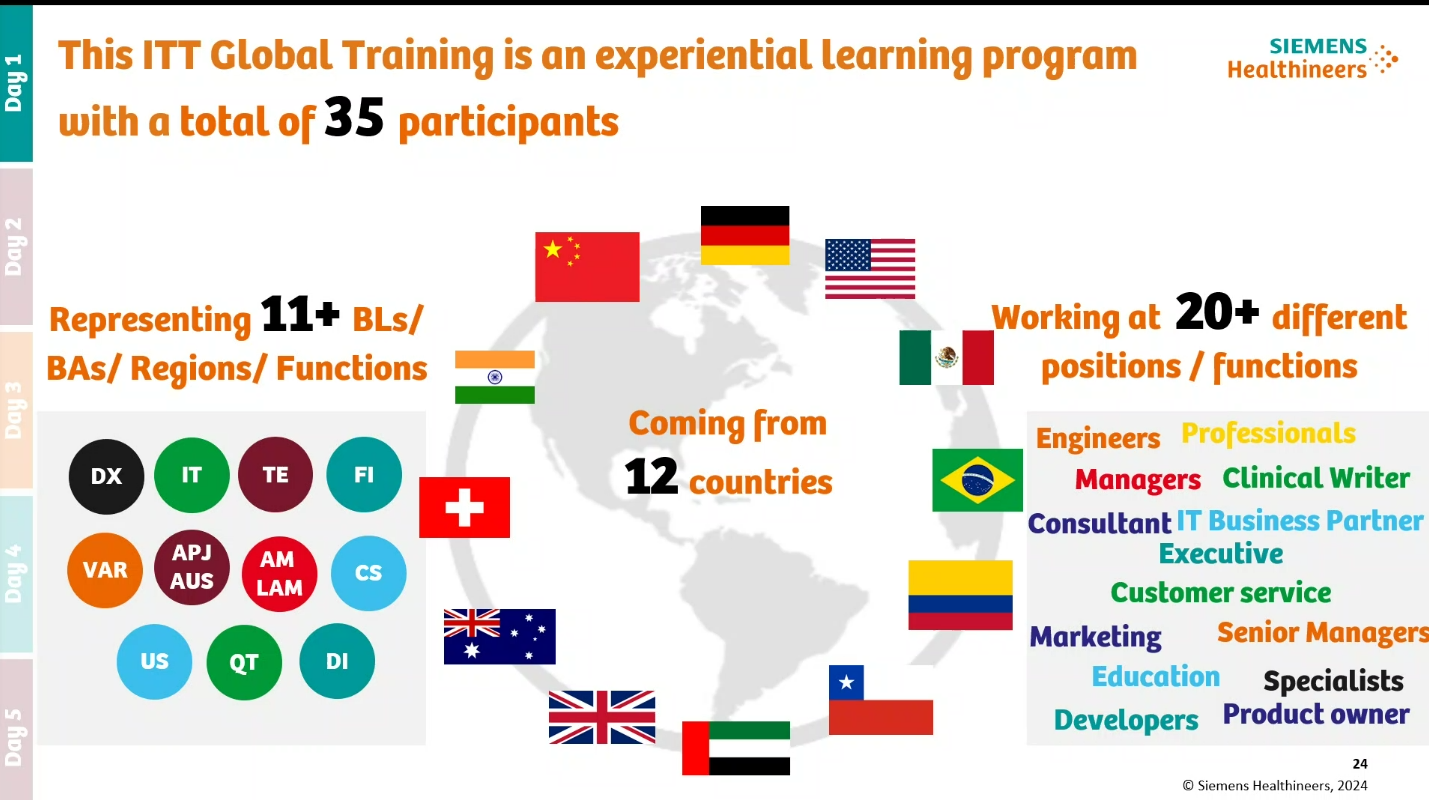 This ITT Global Training is an experiential learning program
with a total of 35 participants
SIEMENS
Healthineers
Day 1
Day 2
Day 3
Day 4
Day 5
Representing 11+ BLs/
BAs/ Regions/ Functions
DX
IT
TE
FI
VAR
APJ
AUS
AM
LAM
CS
US
QT
DI
Coming from
12 countries
Working at 20+ different
positions / functions
Engineers
Professionals
Managers
Clinical Writer
Consultant
IT Business Partner
Executive
Customer service
Marketing
Senior Managers
Education
Specialists
Developers
Product owner
24
© Siemens Healthineers, 2024